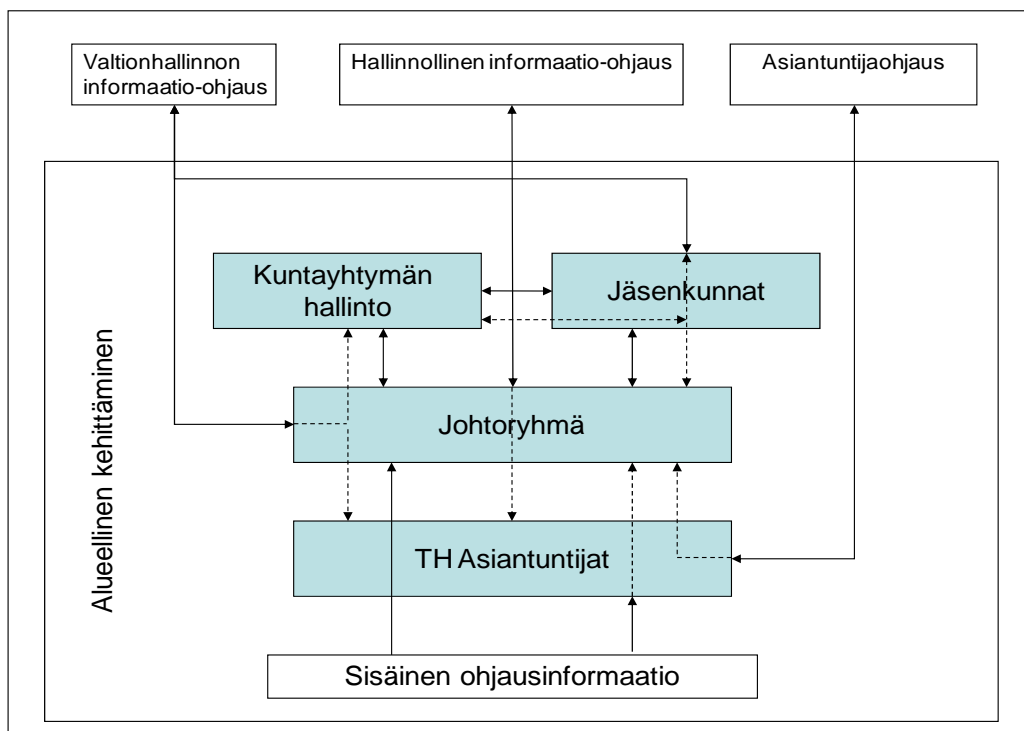 Valtionhallinnon
informaatio-ohjaus
Hallinnollinen informaatio-ohjaus
Asiantuntijaohjaus
Alueellinen kehittäminen
Kuntayhtymän
hallinto
Jäsenkunnat
Johtoryhmä
TH Asiantuntijat
Sisäinen ohjausinformaatio